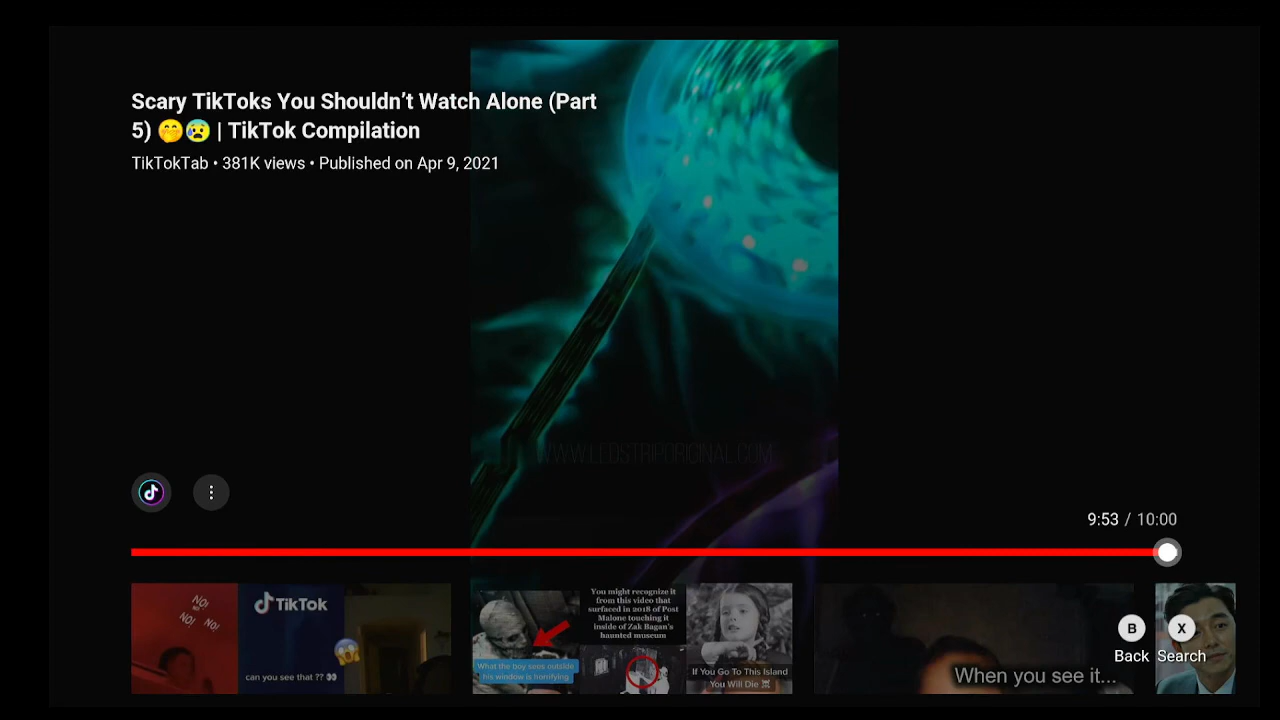 Scary TikToks You Shouldn't Watch Alone (Part
5) 🤭😰 | TikTok Compilation
TikTokTab • 381K views • Published on Apr 9, 2021
WWW.LEDSTRIPORIGINAL.COM
9:53 / 10:00
NO!
NO!
NO!
NO!
TikTok
can you see that ?? 👀
What the boy sees outside
his window is horrifying
You might recognize it
from this video that
surfaced in 2018 of Post
Malone touching it
inside of Zak Bagan's
haunted museum
If You Go To This Island
You Will Die ☠
When you see it...
B
Back
X
Search